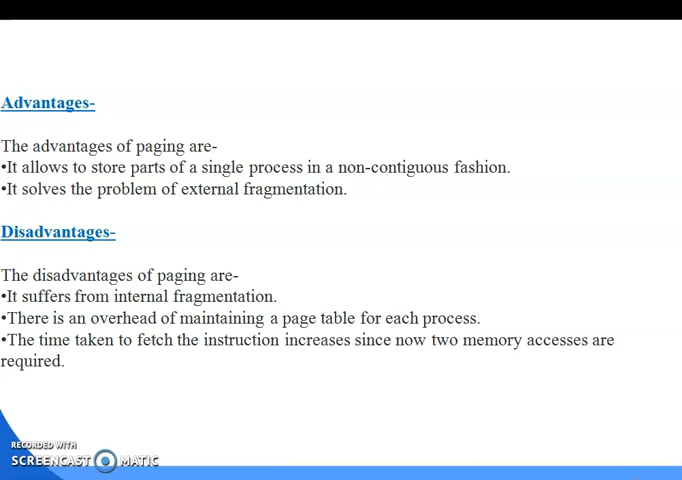 Advantages-
The advantages of paging are-
•It allows to store parts of a single process in a non-contiguous fashion.
•It solves the problem of external fragmentation.
Disadvantages-
The disadvantages of paging are-
•It suffers from internal fragmentation.
•There is an overhead of maintaining a page table for each process.
•The time taken to fetch the instruction increases since now two memory accesses are
required.
RECORDED WITH
SCREENCAST MATIC